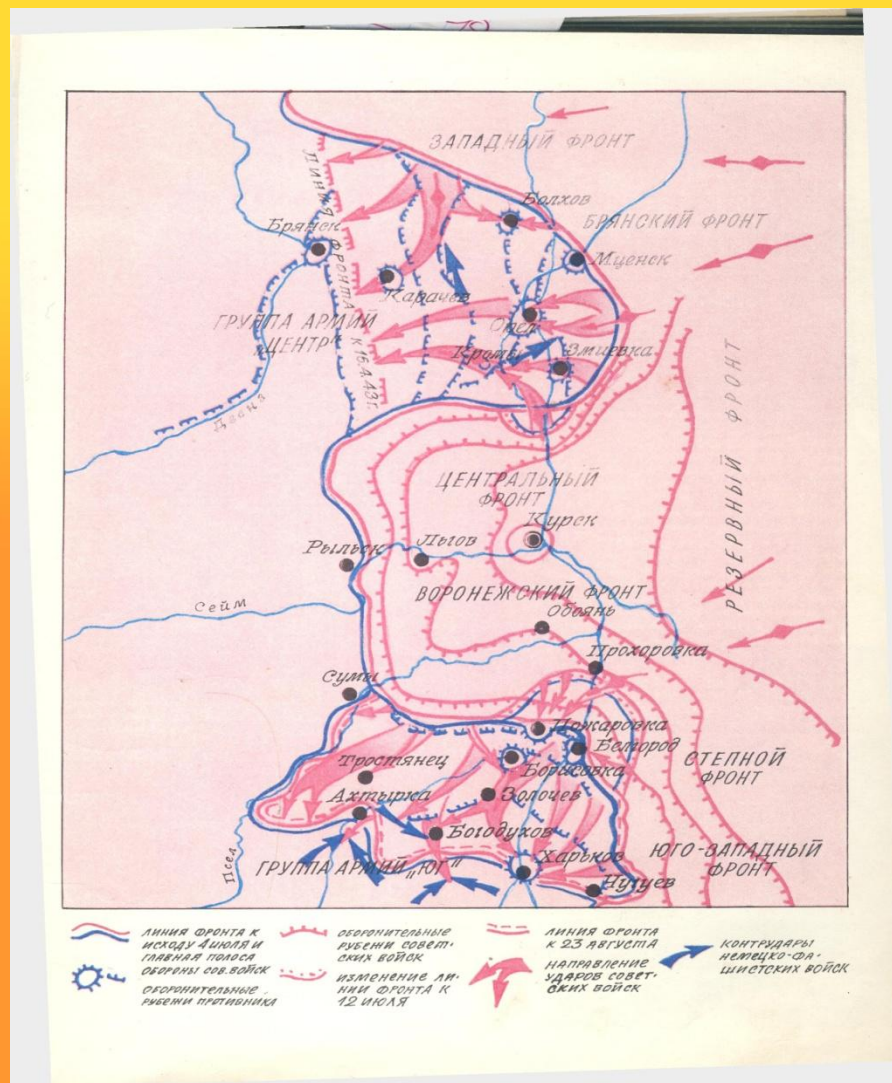 ЗАПАДНЫЙ ФРОНТ
Болхов
БРЯНСКИЙ ФРОНТ
Брянск
Мценск
Карачев
ЛИНИЯ ФРОНТА К 16.4.43г.
ГРУППА АРМИЙ
„ЦЕНТР"
Орел
Кромы
Змиевка
Десна
РЕЗЕРВНЫЙ ФРОНТ
ЦЕНТРАЛЬНЫЙ
ФРОНТ
Курск
Рыльск
Льгов
Сейм
ВОРОНЕЖСКИЙ ФРОНТ
Обоянь
Прохоровка
Сумы
Пожаровка
Белгород
Борисовка
СТЕПНОЙ
ФРОНТ
Тростянец
Ахтырка
Золочев
Богодухов
Псел
ГРУППА АРМИЙ „ЮГ"
Харьков
ЮГО-ЗАПАДНЫЙ
ФРОНТ
Чугуев
ЛИНИЯ ФРОНТА К
ИСХОДУ 4 ИЮЛЯ И
ГЛАВНАЯ ПОЛОСА
ОБОРОНЫ СОВ.ВОЙСК
ОБОРОНИТЕЛЬНЫЕ
РУБЕЖИ ПРОТИВНИКА
ОБОРОНИТЕЛЬНЫЕ
РУБЕЖИ СОВЕТ-
СКИХ ВОЙСК
ИЗМЕНЕНИЕ ЛИ-
НИИ ФРОНТА К
12 ИЮЛЯ
ЛИНИЯ ФРОНТА
К 23 АВГУСТА
НАПРАВЛЕНИЕ
УДАРОВ СОВЕТ-
СКИХ ВОЙСК
КОНТРУДАРЫ
НЕМЕЦКО-ФА-
ШИСТСКИХ ВОЙСК